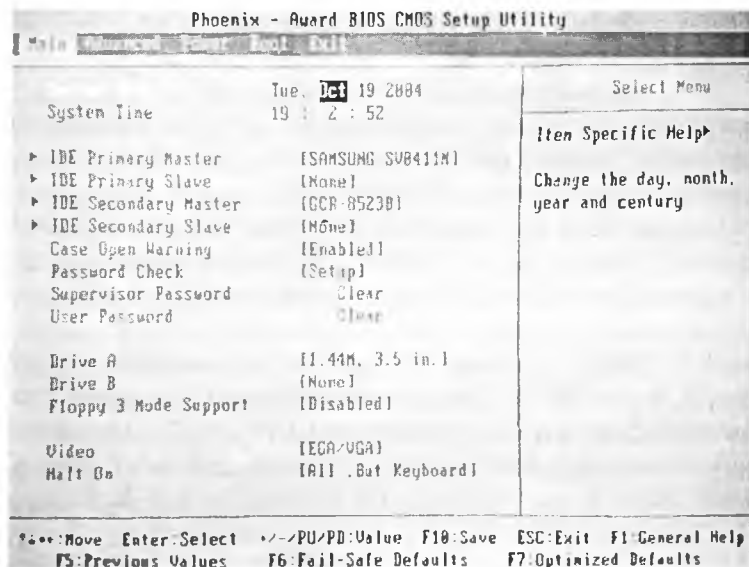 Phoenix - Award BIOS CMOS Setup Utility
Main Advanced Power Boot Exit
Select Menu
Tue, Oct 19 2004
System Time 19 : 2 : 52
Item Specific Help▸
▸ IDE Primary Master [SAMSUNG SV0411N]
▸ IDE Primary Slave [None]
Change the day, month,
▸ IDE Secondary Master [GCR-8523B]
year and century
▸ IDE Secondary Slave [None]
Case Open Warning [Enabled]
Password Check [Setup]
Supervisor Password Clear
User Password Clear
Drive A [1.44M, 3.5 in.]
Drive B [None]
Floppy 3 Mode Support [Disabled]
Video [EGA/VGA]
Halt On [All ,But Keyboard]
:Move Enter:Select +/-/PU/PD:Value F10:Save ESC:Exit F1:General Help
F5:Previous Values F6:Fail-Safe Defaults F7:Optimized Defaults